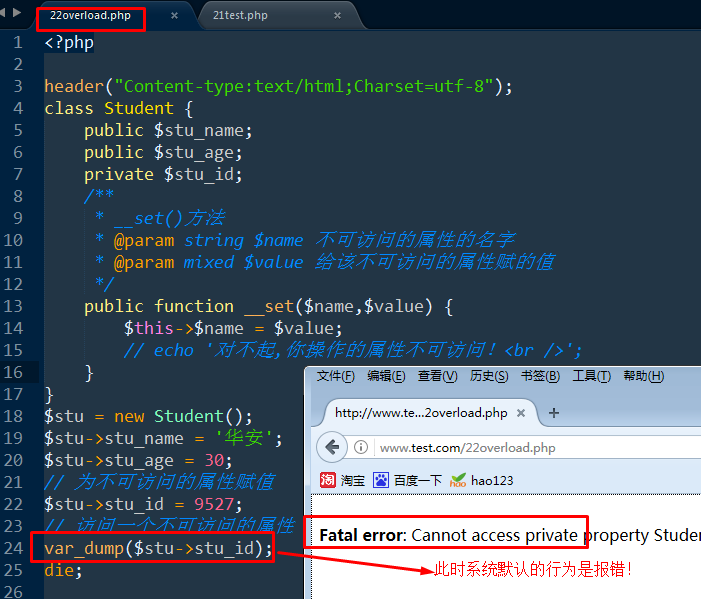 22overload.php × 21test.php ×
1 <?php
2
3 header("Content-type:text/html;Charset=utf-8");
4 class Student {
5 public $stu_name;
6 public $stu_age;
7 private $stu_id;
8 /**
9 * __set()方法
10 * @param string $name 不可访问的属性的名字
11 * @param mixed $value 给该不可访问的属性赋的值
12 */
13 public function __set($name,$value) {
14 $this->$name = $value;
15 // echo '对不起,你操作的属性不可访问！<br />';
16 }
17 }
18 $stu = new Student();
19 $stu->stu_name = '华安';
20 $stu->stu_age = 30;
21 // 为不可访问的属性赋值
22 $stu->stu_id = 9527;
23 // 访问一个不可访问的属性
24 var_dump($stu->stu_id);
25 die;
26
文件(F) 编辑(E) 查看(V) 历史(S) 书签(B) 工具(T) 帮助(H)
http://www.te...2overload.php × +
www.test.com/22overload.php
淘 淘宝 百度一下 hao hao123
Fatal error: Cannot access private property Studen
此时系统默认的行为是报错！